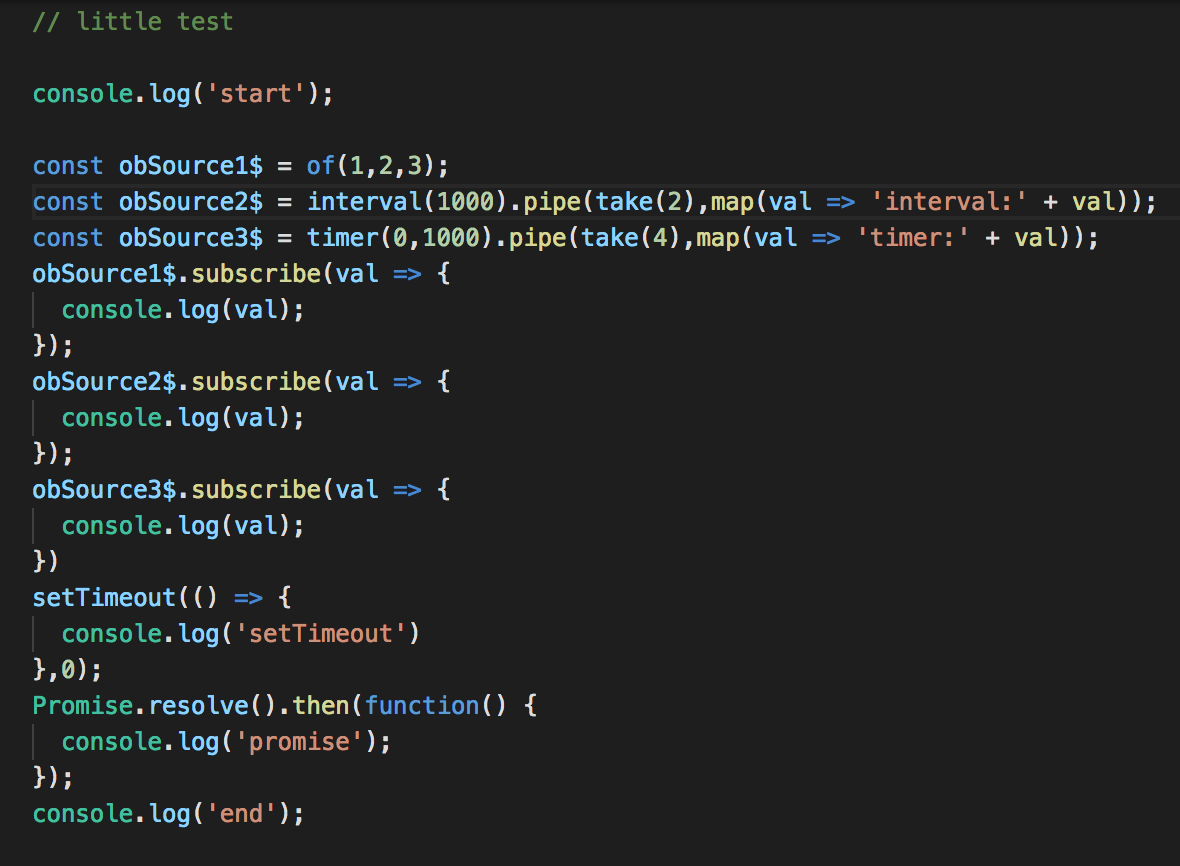 // little test
console.log('start');
const obSource1$ = of(1,2,3);
const obSource2$ = interval(1000).pipe(take(2),map(val => 'interval:' + val));
const obSource3$ = timer(0,1000).pipe(take(4),map(val => 'timer:' + val));
obSource1$.subscribe(val => {
  console.log(val);
});
obSource2$.subscribe(val => {
  console.log(val);
});
obSource3$.subscribe(val => {
  console.log(val);
})
setTimeout(() => {
  console.log('setTimeout')
},0);
Promise.resolve().then(function() {
  console.log('promise');
});
console.log('end');